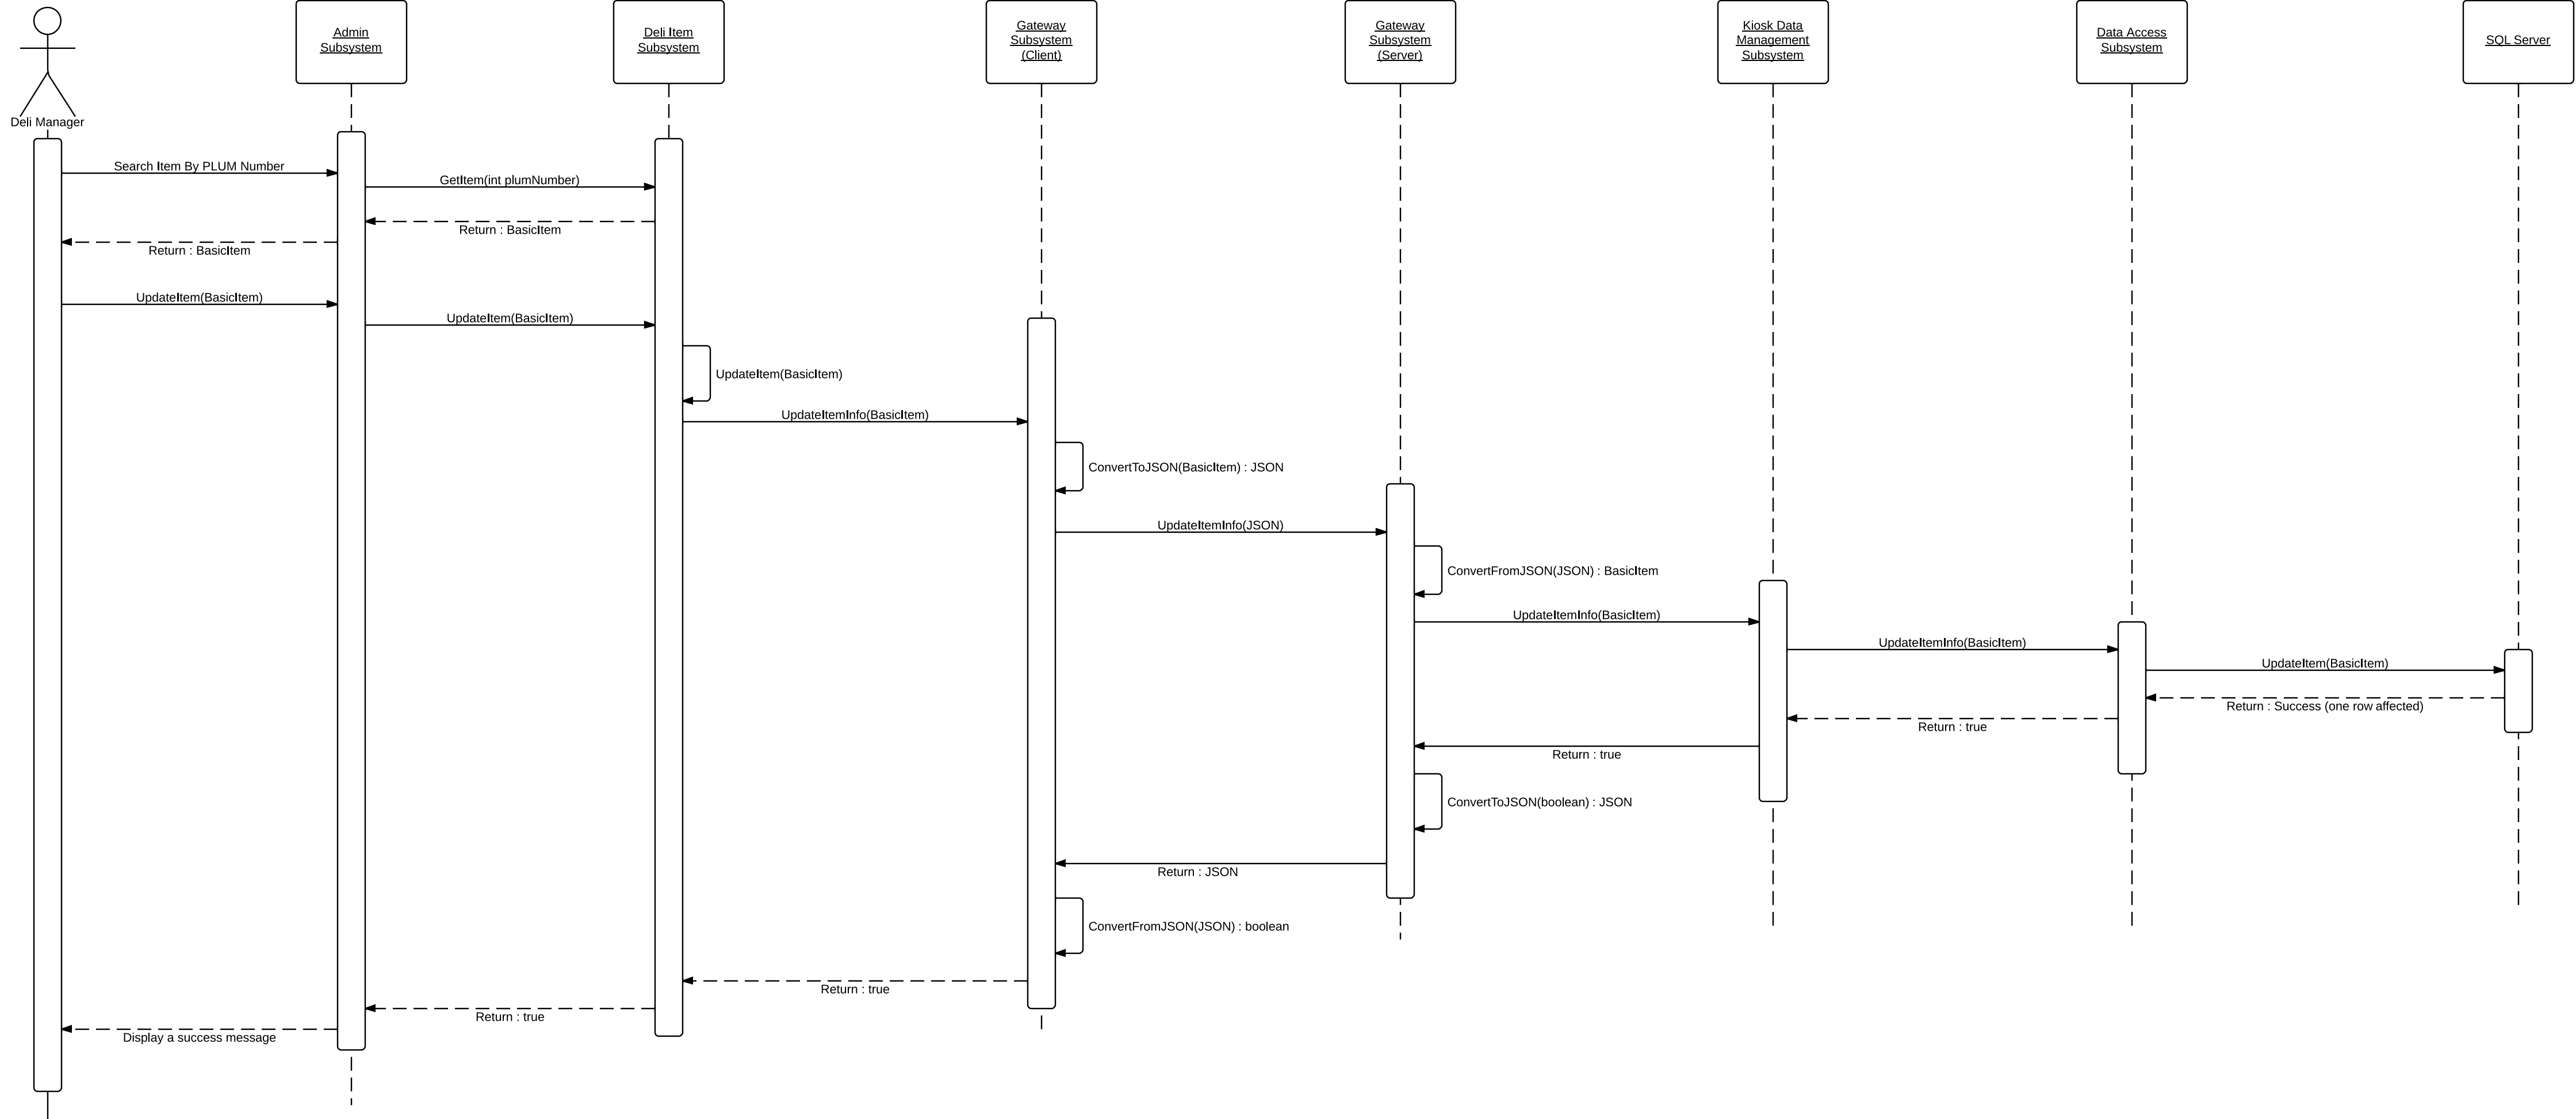 Admin
Subsystem
Deli Item
Subsystem
Gateway
Subsystem
(Client)
Gateway
Subsystem
(Server)
Kiosk Data
Management
Subsystem
Data Access
Subsystem
SQL Server
Deli Manager
Search Item By PLUM Number
GetItem(int plumNumber)
Return : BasicItem
Return : BasicItem
UpdateItem(BasicItem)
UpdateItem(BasicItem)
UpdateItem(BasicItem)
UpdateItemInfo(BasicItem)
ConvertToJSON(BasicItem) : JSON
UpdateItemInfo(JSON)
ConvertFromJSON(JSON) : BasicItem
UpdateItemInfo(BasicItem)
UpdateItemInfo(BasicItem)
UpdateItem(BasicItem)
Return : Success (one row affected)
Return : true
Return : true
ConvertToJSON(boolean) : JSON
Return : JSON
ConvertFromJSON(JSON) : boolean
Return : true
Return : true
Display a success message